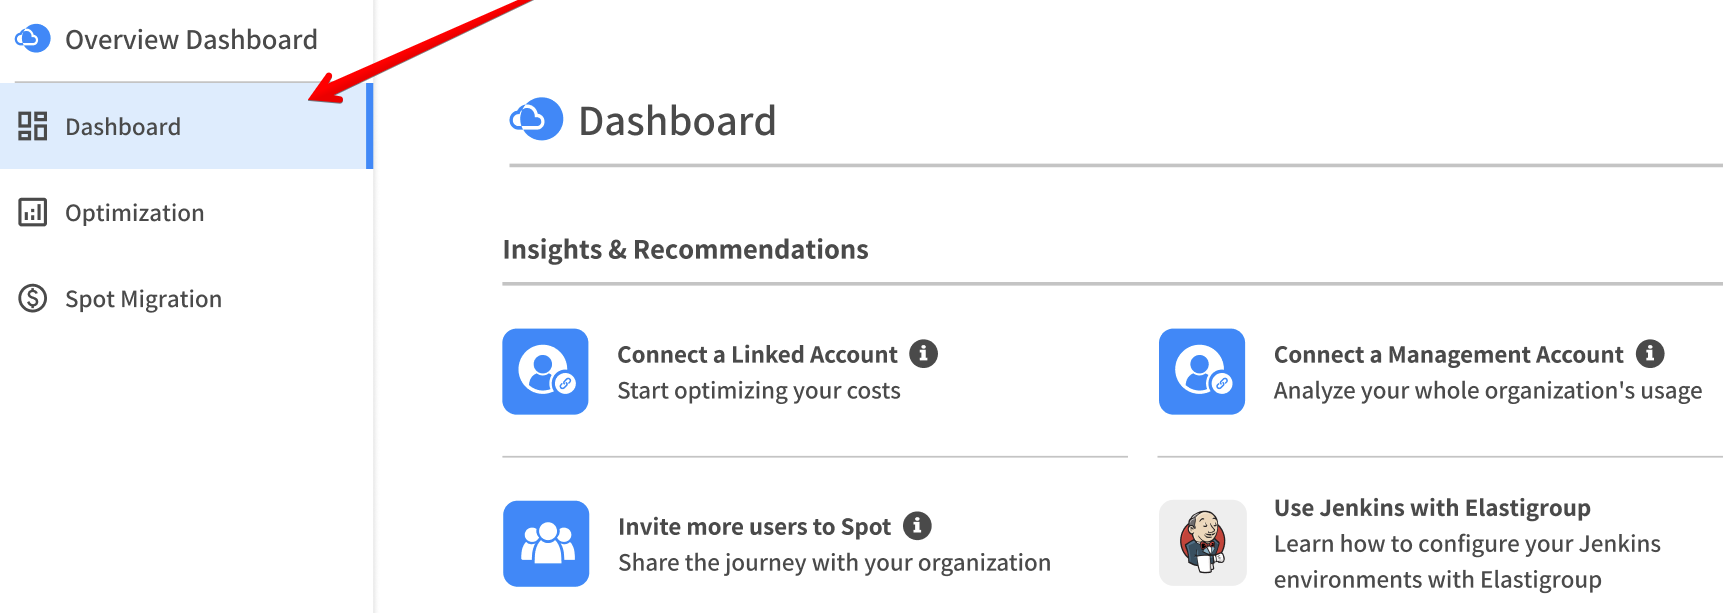 Overview Dashboard
Dashboard
Optimization
Spot Migration
Dashboard
Insights & Recommendations
Connect a Linked Account
Start optimizing your costs
Connect a Management Account
Analyze your whole organization's usage
Invite more users to Spot
Share the journey with your organization
Use Jenkins with Elastigroup
Learn how to configure your Jenkins
environments with Elastigroup